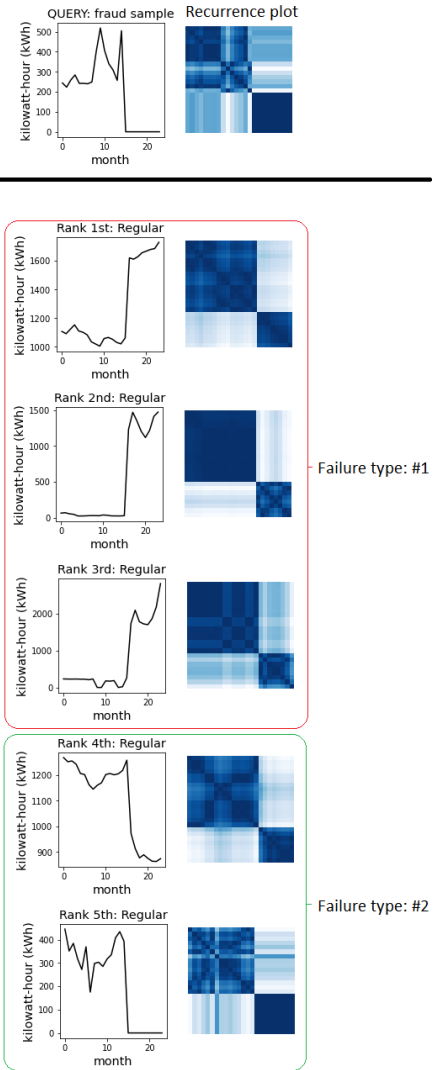 QUERY: fraud sample
Recurrence plot
kilowatt-hour (kWh)
500
400
300
200
100
0
0
20
month
Rank 1st: Regular
kilowatt-hour (kWh)
1600
1400
1200
1000
0
10
20
month
Rank 2nd: Regular
kilowatt-hour (kWh)
1500
1000
500
0
0
10
20
month
Failure type: #1
Rank 3rd: Regular
kilowatt-hour (kWh)
2000
1000
0
0
10
20
month
Rank 4th: Regular
kilowatt-hour (kWh)
1200
1100
1000
900
0
10
20
month
Failure type: #2
Rank 5th: Regular
kilowatt-hour (kWh)
400
300
200
100
0
0
10
20
month